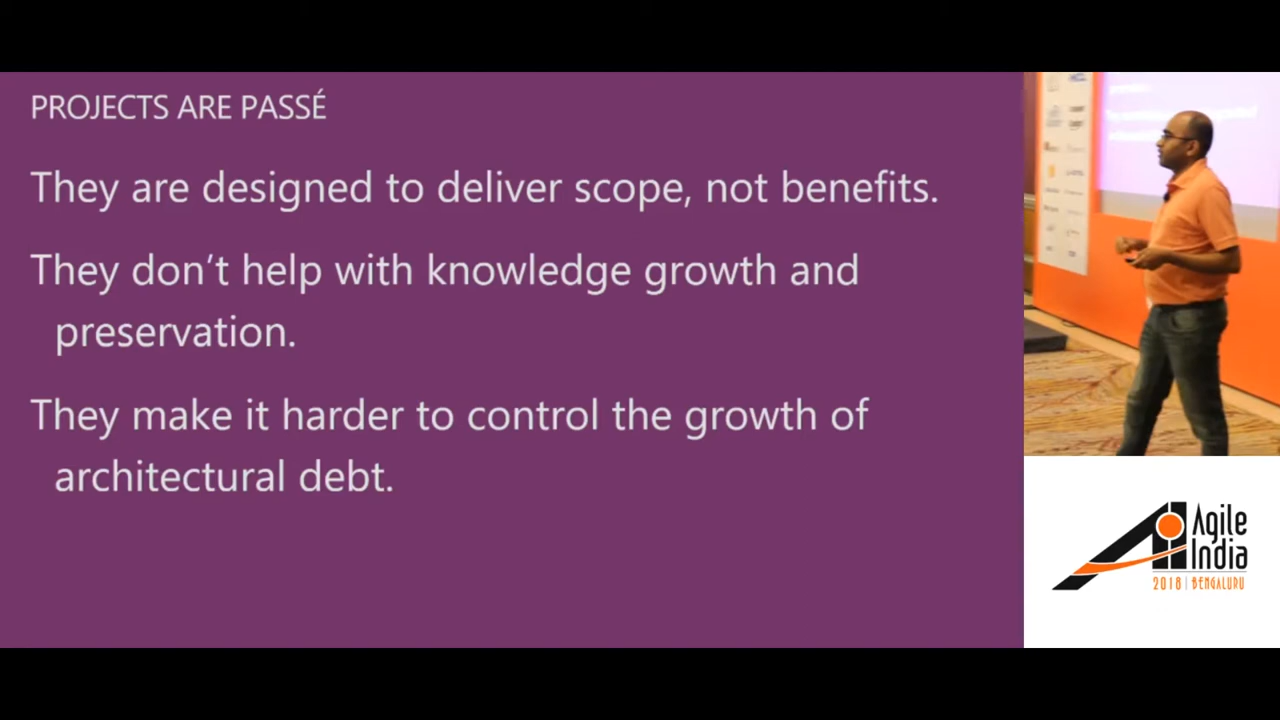 PROJECTS ARE PASSÉ
They are designed to deliver scope, not benefits.
They don’t help with knowledge growth and
preservation.
They make it harder to control the growth of
architectural debt.
Agile
India
2018 | BENGALURU